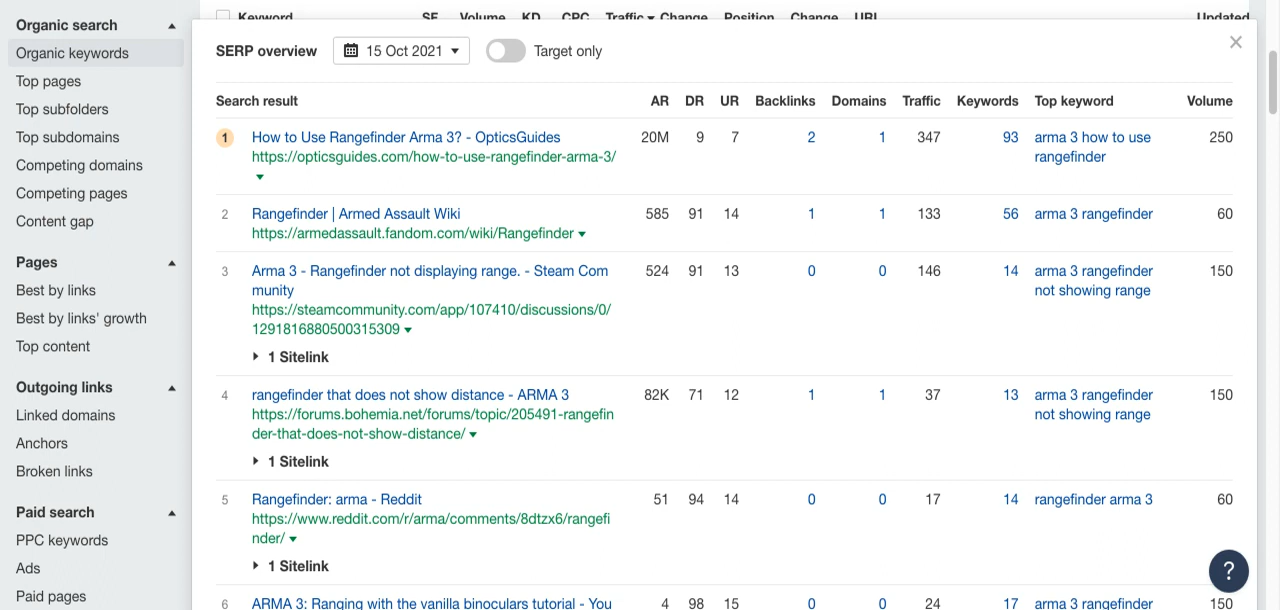 Organic search
Organic keywords
Top pages
Top subfolders
Top subdomains
Competing domains
Competing pages
Content gap
Pages
Best by links
Best by links' growth
Top content
Outgoing links
Linked domains
Anchors
Broken links
Paid search
PPC keywords
Ads
Paid pages
Keyword SF Volume KD CPC Traffic Change Position Change URL Updated
SERP overview 15 Oct 2021 Target only
Search result AR DR UR Backlinks Domains Traffic Keywords Top keyword Volume
1 How to Use Rangefinder Arma 3? - OpticsGuides 20M 9 7 2 1 347 93 arma 3 how to use 250
https://opticsguides.com/how-to-use-rangefinder-arma-3/ rangefinder
2 Rangefinder | Armed Assault Wiki 585 91 14 1 1 133 56 arma 3 rangefinder 60
https://armedassault.fandom.com/wiki/Rangefinder
3 Arma 3 - Rangefinder not displaying range. - Steam Com 524 91 13 0 0 146 14 arma 3 rangefinder 150
munity not showing range
https://steamcommunity.com/app/107410/discussions/0/
1291816880500315309
1 Sitelink
4 rangefinder that does not show distance - ARMA 3 82K 71 12 1 1 37 13 arma 3 rangefinder 150
https://forums.bohemia.net/forums/topic/205491-rangefin not showing range
der-that-does-not-show-distance/
1 Sitelink
5 Rangefinder: arma - Reddit 51 94 14 0 0 17 14 rangefinder arma 3 60
https://www.reddit.com/r/arma/comments/8dtzx6/rangefi
nder/
1 Sitelink
?
6 ARMA 3: Ranging with the vanilla binoculars tutorial - You 4 98 15 0 0 24 17 arma 3 rangefinder 150